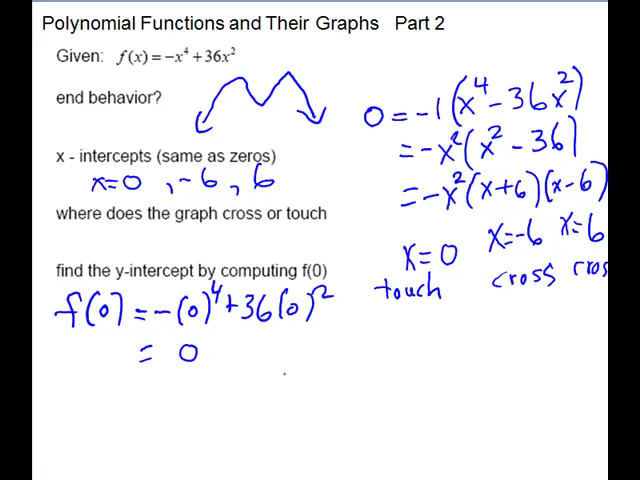 Polynomial Functions and Their Graphs Part 2
Given: f(x) = −x⁴ + 36x²
end behavior?
x - intercepts (same as zeros)
x=0 , -6 , 6
where does the graph cross or touch
find the y-intercept by computing f(0)
f(0) = -(0)⁴ + 36(0)²
= 0
0 = -1(x⁴ - 36x²)
= -x²(x² - 36)
= -x²(x+6)(x-6)
x=0 x=-6 x=6
touch cross cros